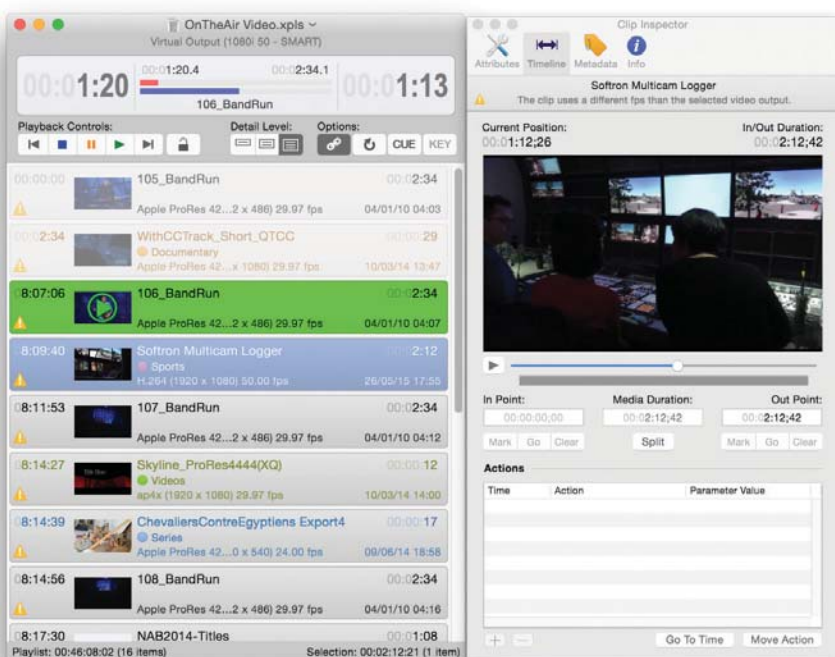 OnTheAir Video.xpls
Virtual Output (1080i 50 - SMART)
00:01:20
00:01:20.4
00:02:34.1
00:01:13
106_BandRun
Playback Controls:
Detail Level:
Options:
CUE
KEY
00:00:00
105_BandRun
00:02:34
Apple ProRes 42...2 x 486) 29.97 fps
04/01/10 04:03
00:02:34
WithCCTrack_Short_QTCC
00:00:29
Documentary
Apple ProRes 42...x 1080) 29.97 fps
10/03/14 13:47
8:07:06
106_BandRun
00:02:34
Apple ProRes 42...2 x 486) 29.97 fps
04/01/10 04:07
8:09:40
Softron Multicam Logger
00:02:12
Sports
H.264 (1920 x 1080) 50.00 fps
26/05/15 17:55
08:11:53
107_BandRun
00:02:34
Apple ProRes 42...2 x 486) 29.97 fps
04/01/10 04:12
08:14:27
Skyline_ProRes4444(XQ)
00:00:12
Videos
ap4x (1920 x 1080) 29.97 fps
10/03/14 14:00
08:14:39
ChevaliersContreEgyptiens Export4
00:00:17
Series
Apple ProRes 42...0 x 540) 24.00 fps
09/06/14 18:58
08:14:56
108_BandRun
00:02:34
Apple ProRes 42...2 x 486) 29.97 fps
04/01/10 04:16
08:17:30
NAB2014-Titles
00:01:08
Playlist: 00:46:08:02 (16 items)
Selection: 00:02:12:21 (1 item)
Clip Inspector
Attributes
Timeline
Metadata
Info
Softron Multicam Logger
The clip uses a different fps than the selected video output.
Current Position:
In/Out Duration:
00:01:12;26
00:02:12;42
In Point:
Media Duration:
Out Point:
00:00:00;00
00:02:12;42
00:02:12;42
Mark
Go
Clear
Split
Mark
Go
Clear
Actions
Time
Action
Parameter Value
Go To Time
Move Action